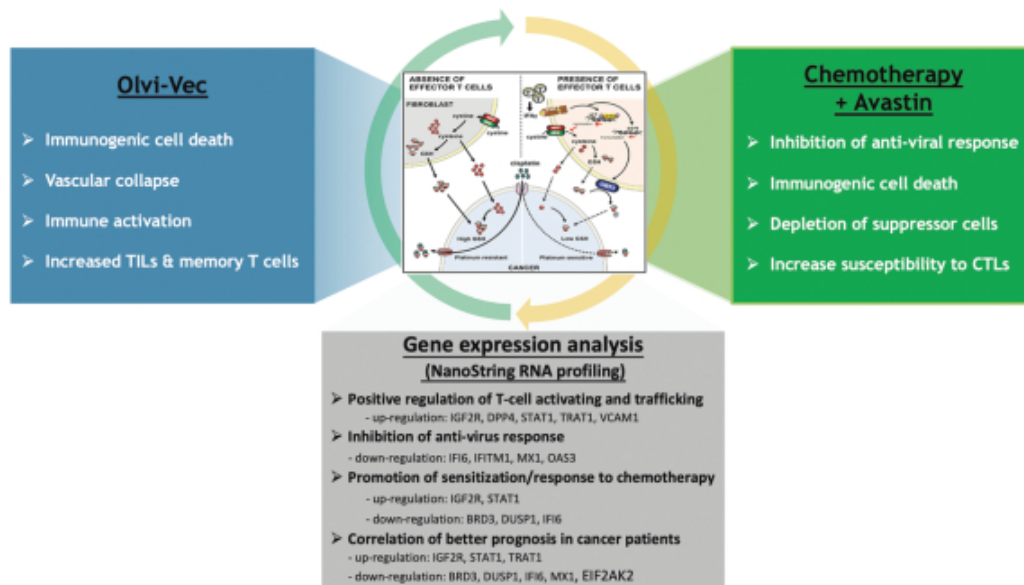 Olvi-Vec
➢ Immunogenic cell death
➢ Vascular collapse
➢ Immune activation
➢ Increased TILs & memory T cells
ABSENCE OF
EFFECTOR T CELLS
FIBROBLAST
cystine
cystine
cysteine
GSH
High GSH
Platinum resistant
PRESENCE OF
EFFECTOR T CELLS
IFNγ
cystine
cystine
cysteine
GSH
cisplatin
Low GSH
Platinum sensitive
CANCER
Chemotherapy
+ Avastin
➢ Inhibition of anti-viral response
➢ Immunogenic cell death
➢ Depletion of suppressor cells
➢ Increase susceptibility to CTLs
Gene expression analysis
(NanoString RNA profiling)
➢ Positive regulation of T-cell activating and trafficking
- up-regulation: IGF2R, DPP4, STAT1, TRAT1, VCAM1
➢ Inhibition of anti-virus response
- down-regulation: IFI6, IFITM1, MX1, OAS3
➢ Promotion of sensitization/response to chemotherapy
- up-regulation: IGF2R, STAT1
- down-regulation: BRD3, DUSP1, IFI6
➢ Correlation of better prognosis in cancer patients
- up-regulation: IGF2R, STAT1, TRAT1
- down-regulation: BRD3, DUSP1, IFI6, MX1, EIF2AK2